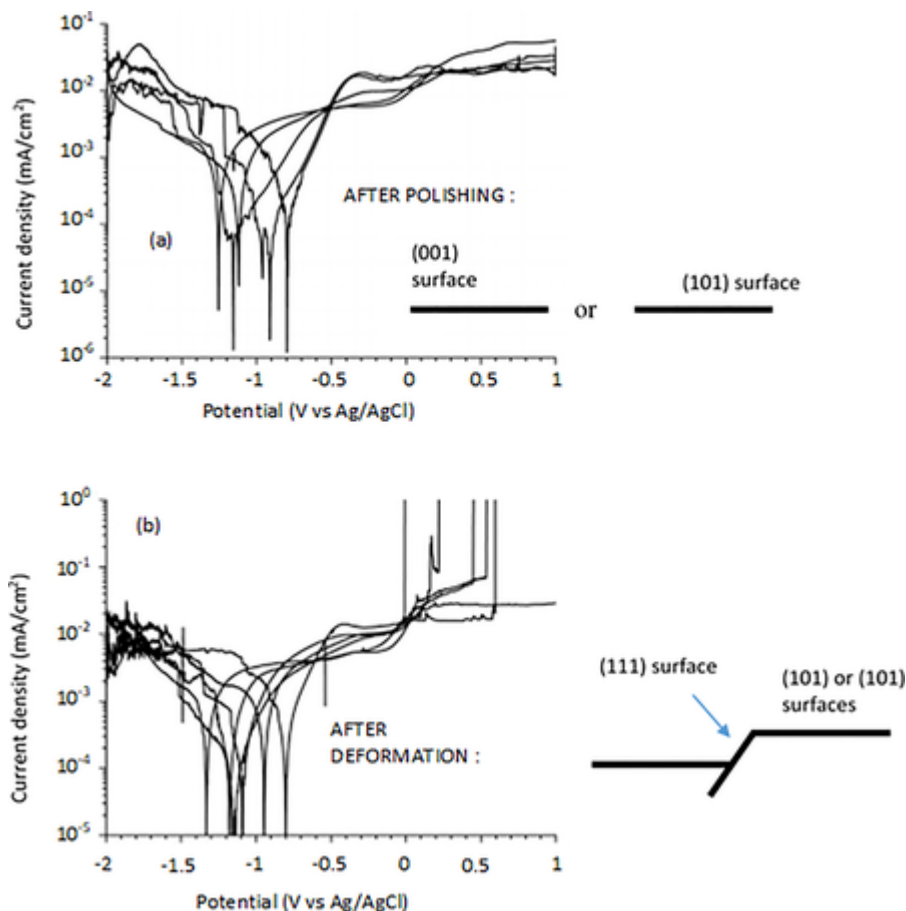 10⁻¹
10⁻²
10⁻³
10⁻⁴
10⁻⁵
10⁻⁶
Current density (mA/cm²)
AFTER POLISHING :
(a)
(001)
surface
or
(101) surface
-2 -1.5 -1 -0.5 0 0.5 1
Potential (V vs Ag/AgCl)
10⁰
10⁻¹
10⁻²
10⁻³
10⁻⁴
10⁻⁵
Current density (mA/cm²)
(b)
AFTER
DEFORMATION :
(111) surface
(101) or (101)
surfaces
-2 -1.5 -1 -0.5 0 0.5 1
Potential (V vs Ag/AgCl)